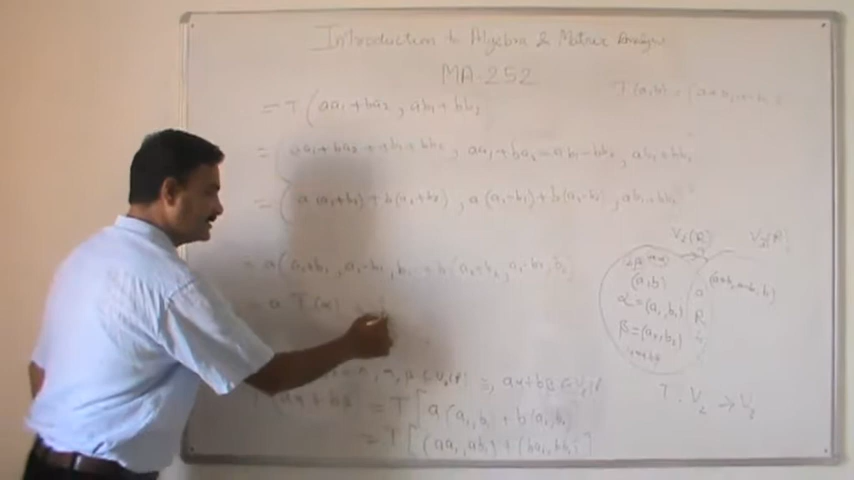 Introduction to Algebra & Matrix Analysis
MA-252
T(a,b) = (a+b, a-b,
= T(aa₁+ba₂, ab₁+bb₂
= (aa₁+ba₂+ab₁+bb₂, aa₁+ba₂-ab₁-bb₂, ab₁+bb₂
= (a(a₁+b₁)+b(a₂+b₂), a(a₁-b₁)+b(a₂-b₂), ab₁+bb₂
V₂(R) V₃(R)
= a(a₁+b₁, a₁-b₁, b₁ + b(a₂+b₂, a₂-b₂, b₂
(a,b) (a+b, a-b, b)
= a T(α)
α=(a₁,b₁)
β=(a₂,b₂)
α, β ∈ V₂(R) ⇒ aα+bβ ∈ V₂(R
T: V₂ → V₃
T(aα+bβ = T[a(a₁,b₁)+b(a₂,b₂)
= T[(aa₁,ab₁)+(ba₂,bb₂)]